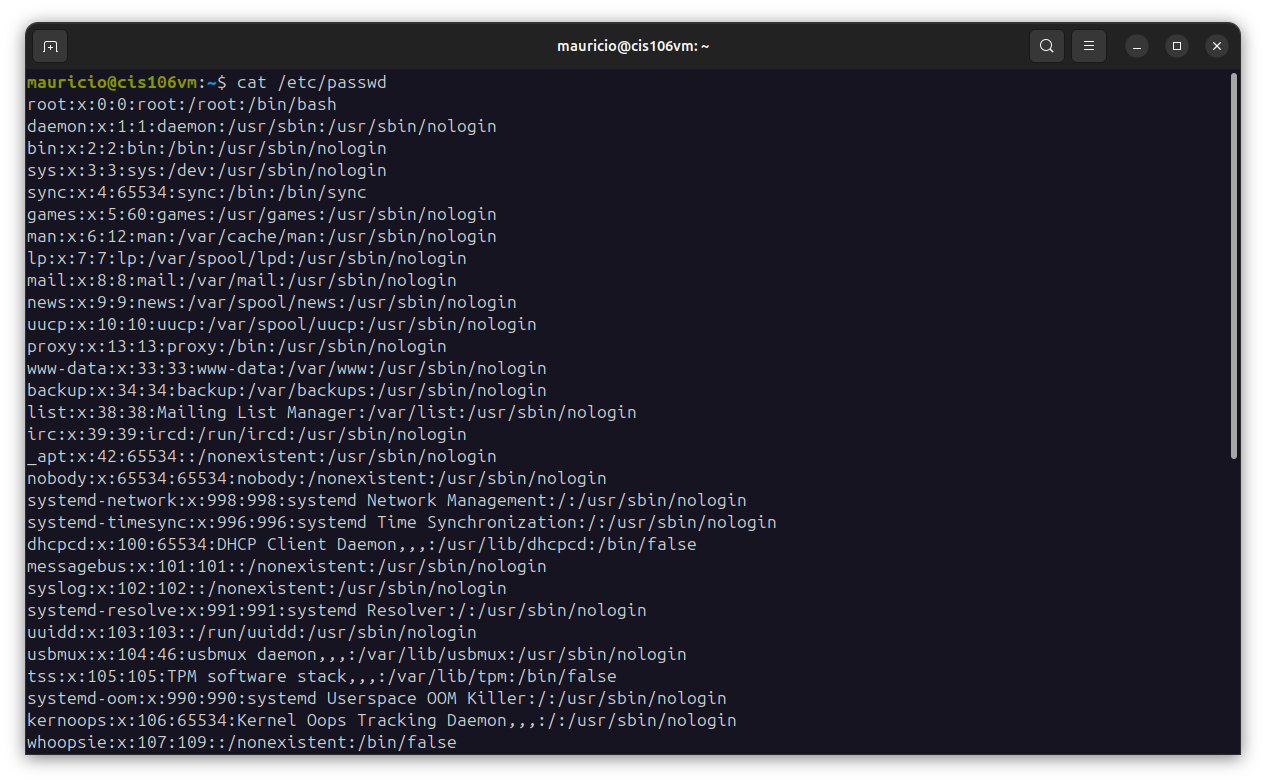 mauricio@cis106vm: ~
mauricio@cis106vm:~$ cat /etc/passwd
root:x:0:0:root:/root:/bin/bash
daemon:x:1:1:daemon:/usr/sbin:/usr/sbin/nologin
bin:x:2:2:bin:/bin:/usr/sbin/nologin
sys:x:3:3:sys:/dev:/usr/sbin/nologin
sync:x:4:65534:sync:/bin:/bin/sync
games:x:5:60:games:/usr/games:/usr/sbin/nologin
man:x:6:12:man:/var/cache/man:/usr/sbin/nologin
lp:x:7:7:lp:/var/spool/lpd:/usr/sbin/nologin
mail:x:8:8:mail:/var/mail:/usr/sbin/nologin
news:x:9:9:news:/var/spool/news:/usr/sbin/nologin
uucp:x:10:10:uucp:/var/spool/uucp:/usr/sbin/nologin
proxy:x:13:13:proxy:/bin:/usr/sbin/nologin
www-data:x:33:33:www-data:/var/www:/usr/sbin/nologin
backup:x:34:34:backup:/var/backups:/usr/sbin/nologin
list:x:38:38:Mailing List Manager:/var/list:/usr/sbin/nologin
irc:x:39:39:ircd:/run/ircd:/usr/sbin/nologin
_apt:x:42:65534::/nonexistent:/usr/sbin/nologin
nobody:x:65534:65534:nobody:/nonexistent:/usr/sbin/nologin
systemd-network:x:998:998:systemd Network Management:/:/usr/sbin/nologin
systemd-timesync:x:996:996:systemd Time Synchronization:/:/usr/sbin/nologin
dhcpcd:x:100:65534:DHCP Client Daemon,,,:/usr/lib/dhcpcd:/bin/false
messagebus:x:101:101::/nonexistent:/usr/sbin/nologin
syslog:x:102:102::/nonexistent:/usr/sbin/nologin
systemd-resolve:x:991:991:systemd Resolver:/:/usr/sbin/nologin
uuidd:x:103:103::/run/uuidd:/usr/sbin/nologin
usbmux:x:104:46:usbmux daemon,,,:/var/lib/usbmux:/usr/sbin/nologin
tss:x:105:105:TPM software stack,,,:/var/lib/tpm:/bin/false
systemd-oom:x:990:990:systemd Userspace OOM Killer:/:/usr/sbin/nologin
kernoops:x:106:65534:Kernel Oops Tracking Daemon,,,:/:/usr/sbin/nologin
whoopsie:x:107:109::/nonexistent:/bin/false